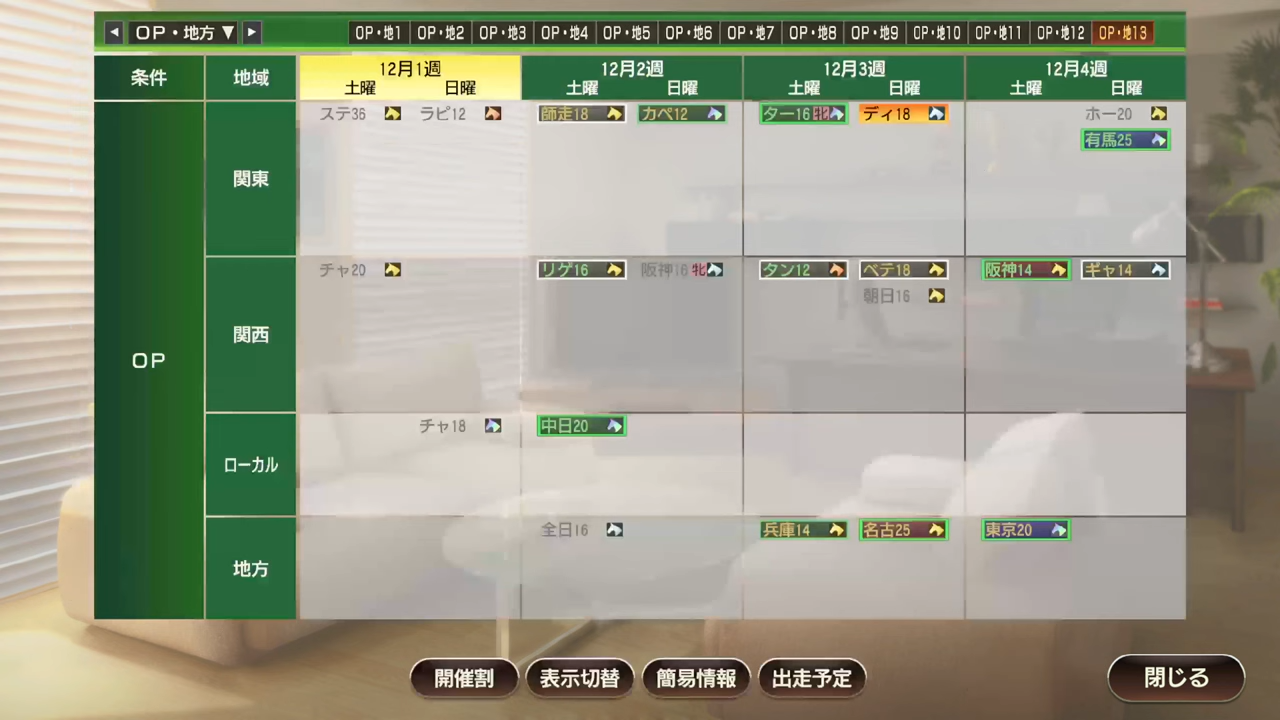 ◀ OP・地方▼ ▶ OP・地1 OP・地2 OP・地3 OP・地4 OP・地5 OP・地6 OP・地7 OP・地8 OP・地9 OP・地10 OP・地11 OP・地12 OP・地13
条件 地域 12月1週 12月2週 12月3週 12月4週
土曜 日曜 土曜 日曜 土曜 日曜 土曜 日曜
ステ36 ラピ12 師走18 カペ12 ター16牝 ディ18 ホー20
有馬25
関東
チャ20 リゲ16 阪神16牝 タン12 ベテ18 阪神14 ギャ14
朝日16
関西
OP
チャ18 中日20
ローカル
全日16 兵庫14 名古25 東京20
地方
開催割 表示切替 簡易情報 出走予定 閉じる